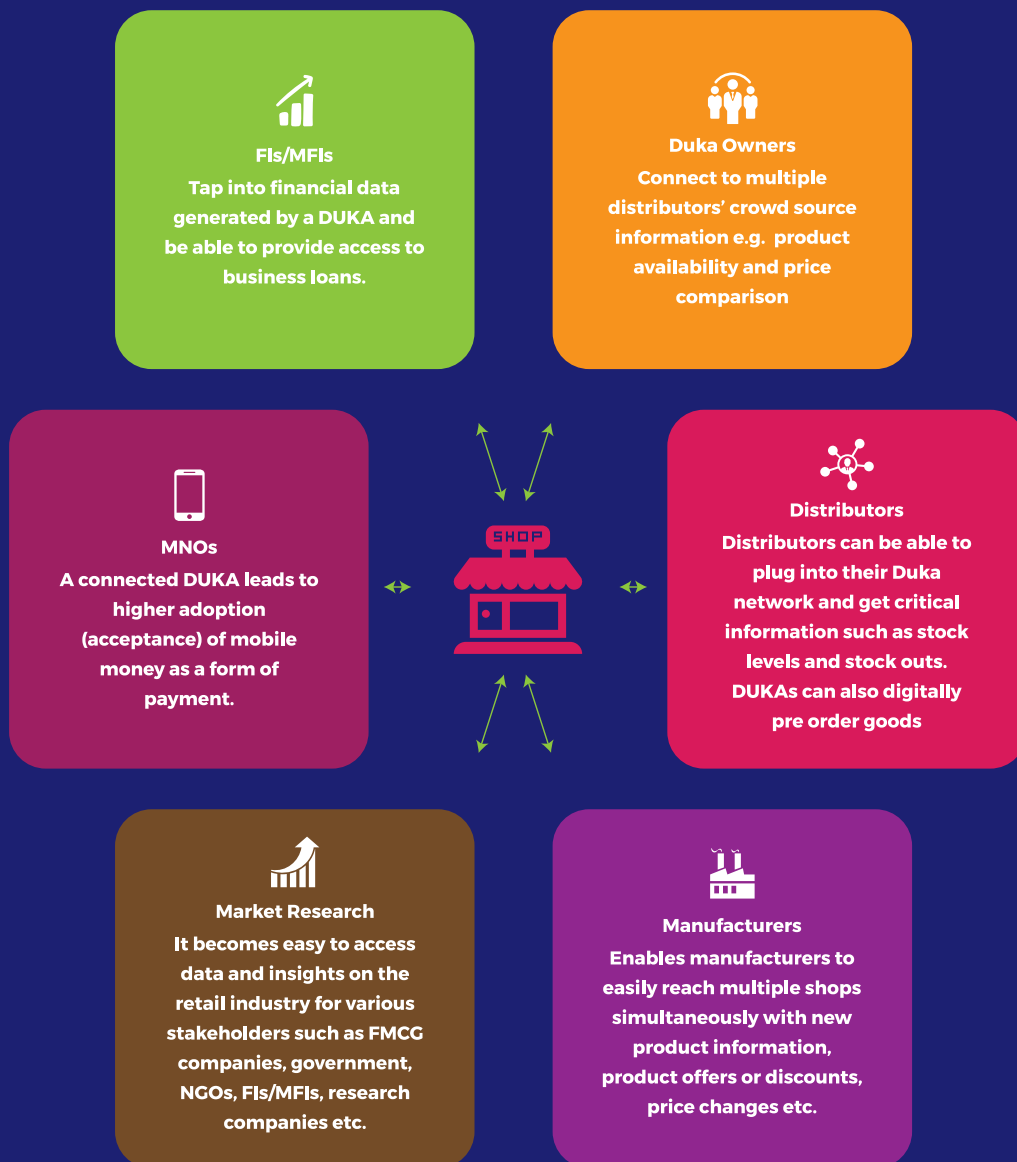 FIs/MFIs
Tap into financial data
generated by a DUKA and
be able to provide access to
business loans.
Duka Owners
Connect to multiple
distributors’ crowd source
information e.g. product
availability and price
comparison
MNOs
A connected DUKA leads to
higher adoption
(acceptance) of mobile
money as a form of
payment.
SHOP
Distributors
Distributors can be able to
plug into their Duka
network and get critical
information such as stock
levels and stock outs.
DUKAs can also digitally
pre order goods
Market Research
It becomes easy to access
data and insights on the
retail industry for various
stakeholders such as FMCG
companies, government,
NGOs, FIs/MFIs, research
companies etc.
Manufacturers
Enables manufacturers to
easily reach multiple shops
simultaneously with new
product information,
product offers or discounts,
price changes etc.